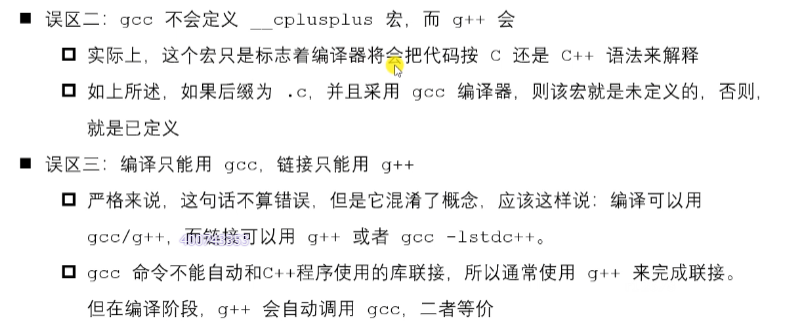 误区二：gcc 不会定义 __cplusplus 宏，而 g++ 会
实际上，这个宏只是标志着编译器将会把代码按 C 还是 C++ 语法来解释
如上所述，如果后缀为 .c，并且采用 gcc 编译器，则该宏就是未定义的，否则，
就是已定义
误区三：编译只能用 gcc，链接只能用 g++
严格来说，这句话不算错误，但是它混淆了概念，应该这样说：编译可以用
gcc/g++，而链接可以用 g++ 或者 gcc -lstdc++。
gcc 命令不能自动和C++程序使用的库联接，所以通常使用 g++ 来完成联接。
但在编译阶段，g++ 会自动调用 gcc，二者等价